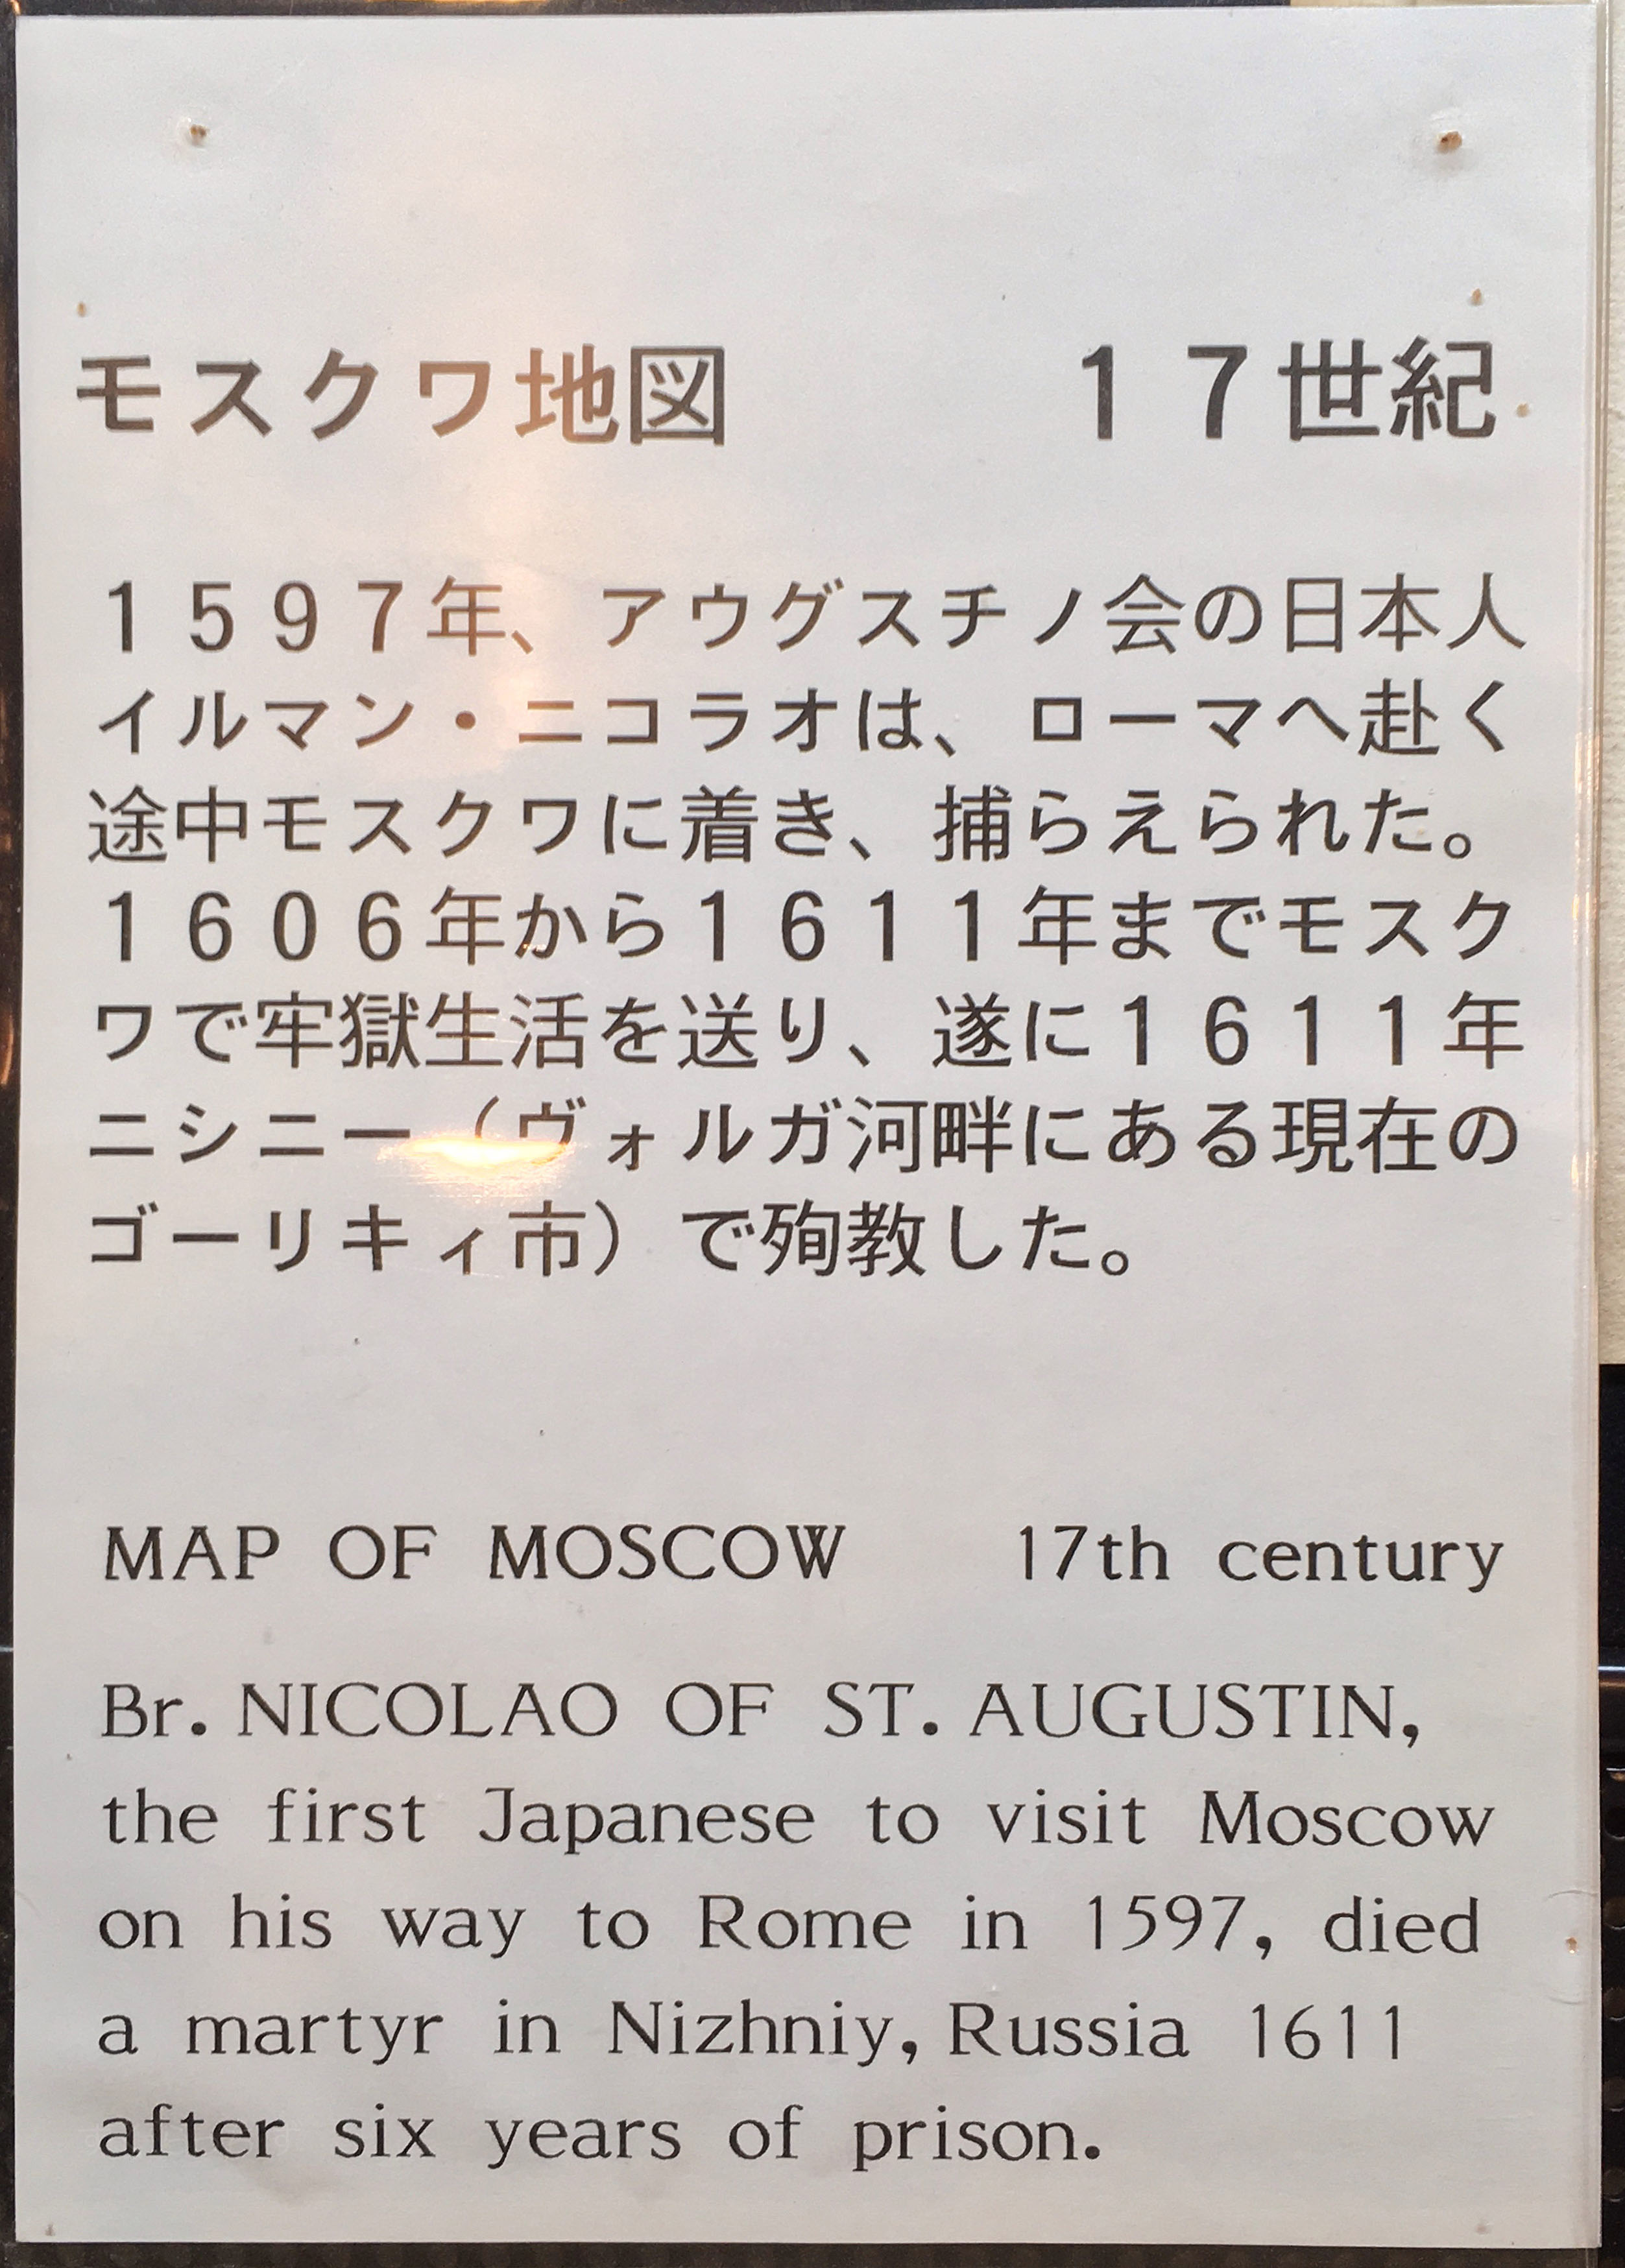 モスクワ地図　　　１７世紀
１５９７年、アウグスチノ会の日本人
イルマン・ニコラオは、ローマへ赴く
途中モスクワに着き、捕らえられた。
１６０６年から１６１１年までモスク
ワで牢獄生活を送り、遂に１６１１年
ニシニー（ヴォルガ河畔にある現在の
ゴーリキィ市）で殉教した。
MAP OF MOSCOW 17th century
Br. NICOLAO OF ST. AUGUSTIN,
the first Japanese to visit Moscow
on his way to Rome in 1597, died
a martyr in Nizhniy, Russia 1611
after six years of prison.